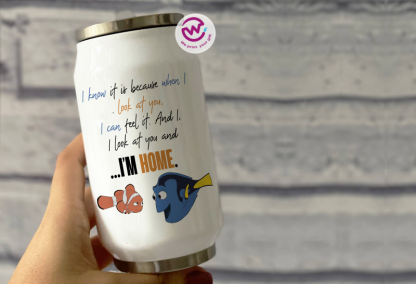 I know it is because when I
look at you,
I can feel it. And I.
I look at you and
...I'M HOME.